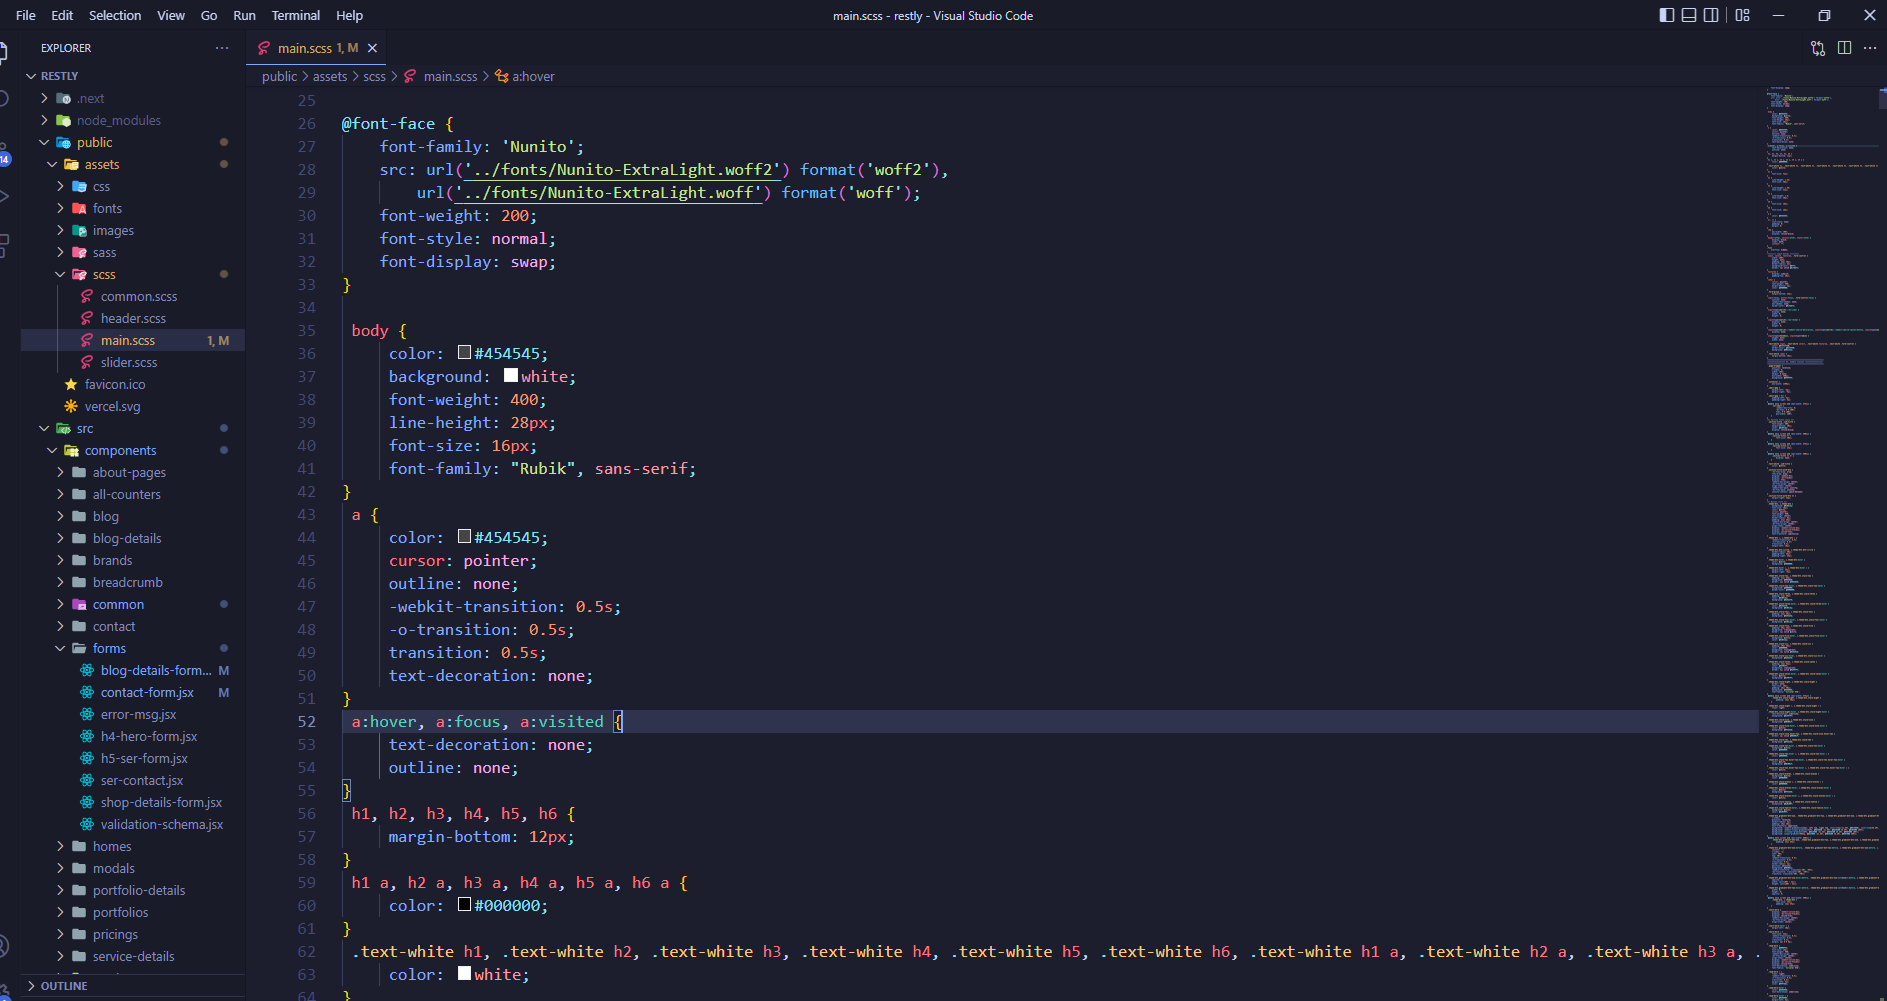 File Edit Selection View Go Run Terminal Help
main.scss - restly - Visual Studio Code
EXPLORER
RESTLY
.next
node_modules
public
assets
css
fonts
images
sass
scss
common.scss
header.scss
main.scss 1, M
slider.scss
favicon.ico
vercel.svg
src
components
about-pages
all-counters
blog
blog-details
brands
breadcrumb
common
contact
forms
blog-details-form... M
contact-form.jsx M
error-msg.jsx
h4-hero-form.jsx
h5-ser-form.jsx
ser-contact.jsx
shop-details-form.jsx
validation-schema.jsx
homes
modals
portfolio-details
portfolios
pricings
service-details
OUTLINE
14
main.scss 1, M
public > assets > scss > main.scss > a:hover
25
26 @font-face {
27 font-family: 'Nunito';
28 src: url('../fonts/Nunito-ExtraLight.woff2') format('woff2'),
29 url('../fonts/Nunito-ExtraLight.woff') format('woff');
30 font-weight: 200;
31 font-style: normal;
32 font-display: swap;
33 }
34
35 body {
36 color: #454545;
37 background: white;
38 font-weight: 400;
39 line-height: 28px;
40 font-size: 16px;
41 font-family: "Rubik", sans-serif;
42 }
43 a {
44 color: #454545;
45 cursor: pointer;
46 outline: none;
47 -webkit-transition: 0.5s;
48 -o-transition: 0.5s;
49 transition: 0.5s;
50 text-decoration: none;
51 }
52 a:hover, a:focus, a:visited {
53 text-decoration: none;
54 outline: none;
55 }
56 h1, h2, h3, h4, h5, h6 {
57 margin-bottom: 12px;
58 }
59 h1 a, h2 a, h3 a, h4 a, h5 a, h6 a {
60 color: #000000;
61 }
62 .text-white h1, .text-white h2, .text-white h3, .text-white h4, .text-white h5, .text-white h6, .text-white h1 a, .text-white h2 a, .text-white h3 a, .
63 color: white;
64 }